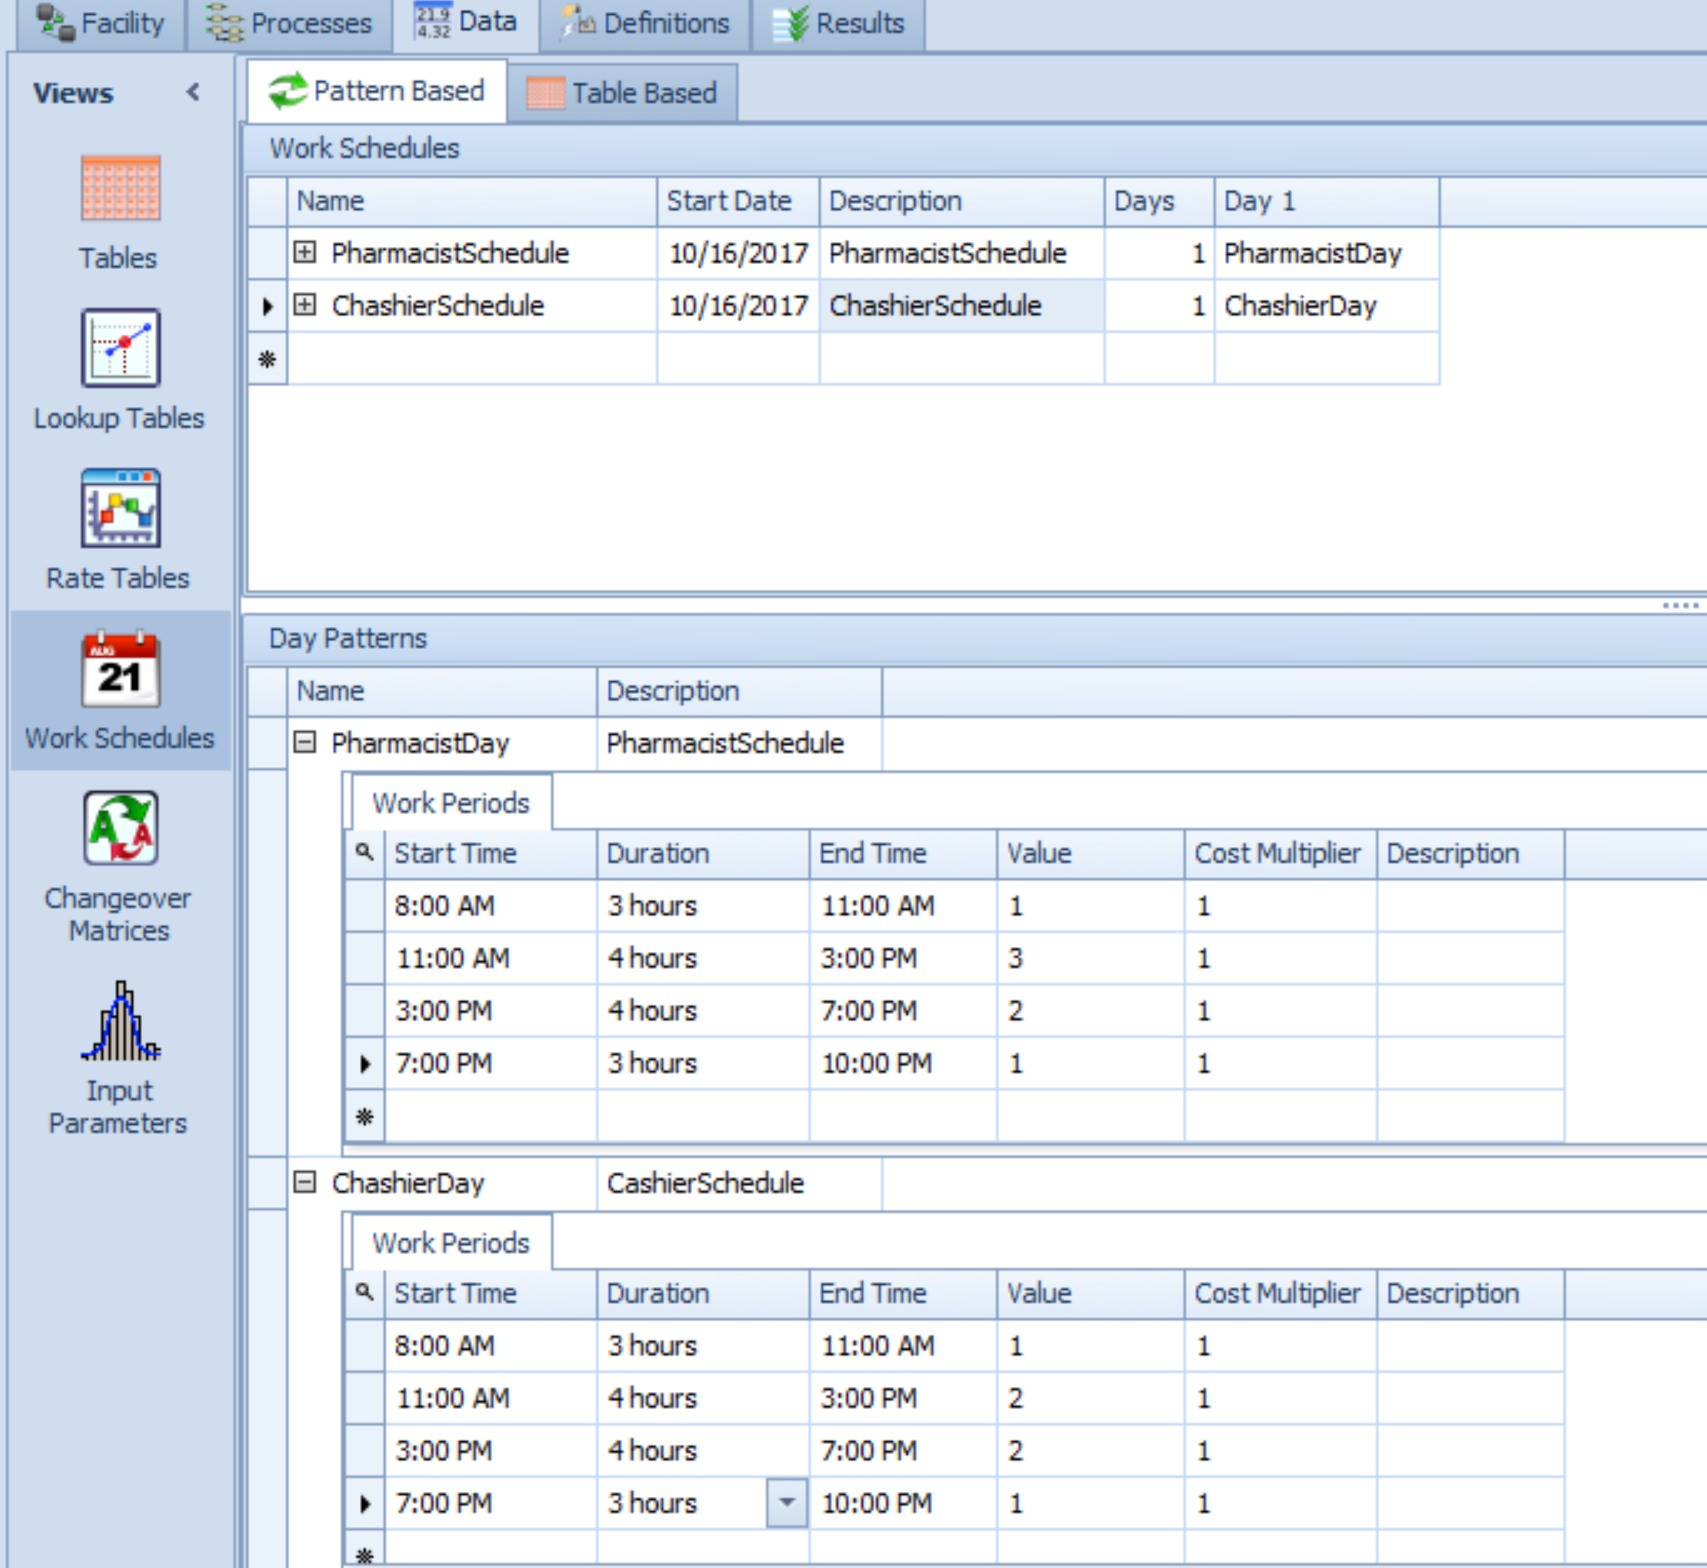 Facility Processes 21.9 4.32 Data Definitions Results
Views < Pattern Based Table Based
Work Schedules
Name Start Date Description Days Day 1
PharmacistSchedule 10/16/2017 PharmacistSchedule 1 PharmacistDay
ChashierSchedule 10/16/2017 ChashierSchedule 1 ChashierDay
Tables
Lookup Tables
Rate Tables
AUG
21
Work Schedules
Changeover
Matrices
Input
Parameters
Day Patterns
Name Description
PharmacistDay PharmacistSchedule
Work Periods
Start Time Duration End Time Value Cost Multiplier Description
8:00 AM 3 hours 11:00 AM 1 1
11:00 AM 4 hours 3:00 PM 3 1
3:00 PM 4 hours 7:00 PM 2 1
7:00 PM 3 hours 10:00 PM 1 1
ChashierDay CashierSchedule
Work Periods
Start Time Duration End Time Value Cost Multiplier Description
8:00 AM 3 hours 11:00 AM 1 1
11:00 AM 4 hours 3:00 PM 2 1
3:00 PM 4 hours 7:00 PM 2 1
7:00 PM 3 hours 10:00 PM 1 1